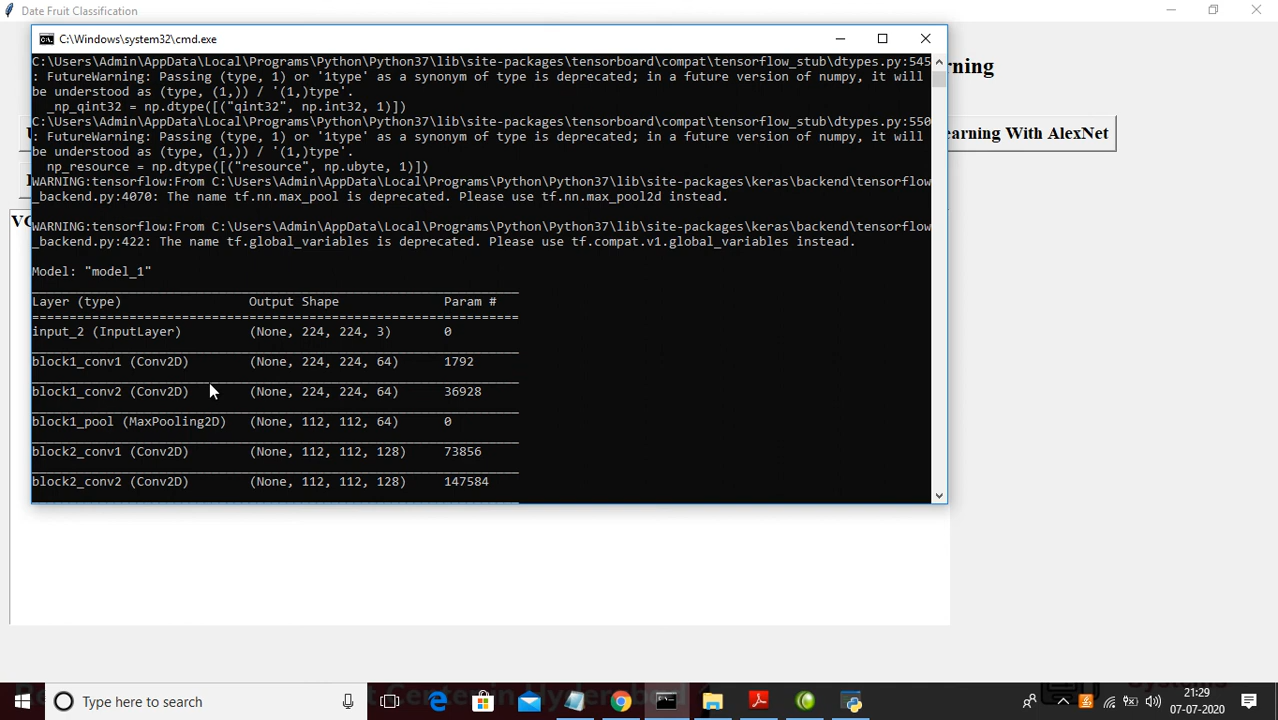 Date Fruit Classification
C:\Windows\system32\cmd.exe
C:\Users\Admin\AppData\Local\Programs\Python\Python37\lib\site-packages\tensorboard\compat\tensorflow_stub\dtypes.py:545
: FutureWarning: Passing (type, 1) or '1type' as a synonym of type is deprecated; in a future version of numpy, it will
be understood as (type, (1,)) / '(1,)type'.
_np_qint32 = np.dtype([("qint32", np.int32, 1)])
C:\Users\Admin\AppData\Local\Programs\Python\Python37\lib\site-packages\tensorboard\compat\tensorflow_stub\dtypes.py:550
: FutureWarning: Passing (type, 1) or '1type' as a synonym of type is deprecated; in a future version of numpy, it will
be understood as (type, (1,)) / '(1,)type'.
np_resource = np.dtype([("resource", np.ubyte, 1)])
WARNING:tensorflow:From C:\Users\Admin\AppData\Local\Programs\Python\Python37\lib\site-packages\keras\backend\tensorflow
_backend.py:4070: The name tf.nn.max_pool is deprecated. Please use tf.nn.max_pool2d instead.
WARNING:tensorflow:From C:\Users\Admin\AppData\Local\Programs\Python\Python37\lib\site-packages\keras\backend\tensorflow
_backend.py:422: The name tf.global_variables is deprecated. Please use tf.compat.v1.global_variables instead.
Model: "model_1"
Layer (type) Output Shape Param #
input_2 (InputLayer) (None, 224, 224, 3) 0
block1_conv1 (Conv2D) (None, 224, 224, 64) 1792
block1_conv2 (Conv2D) (None, 224, 224, 64) 36928
block1_pool (MaxPooling2D) (None, 112, 112, 64) 0
block2_conv1 (Conv2D) (None, 112, 112, 128) 73856
block2_conv2 (Conv2D) (None, 112, 112, 128) 147584
rning
earning With AlexNet
Type here to search
21:29
07-07-2020